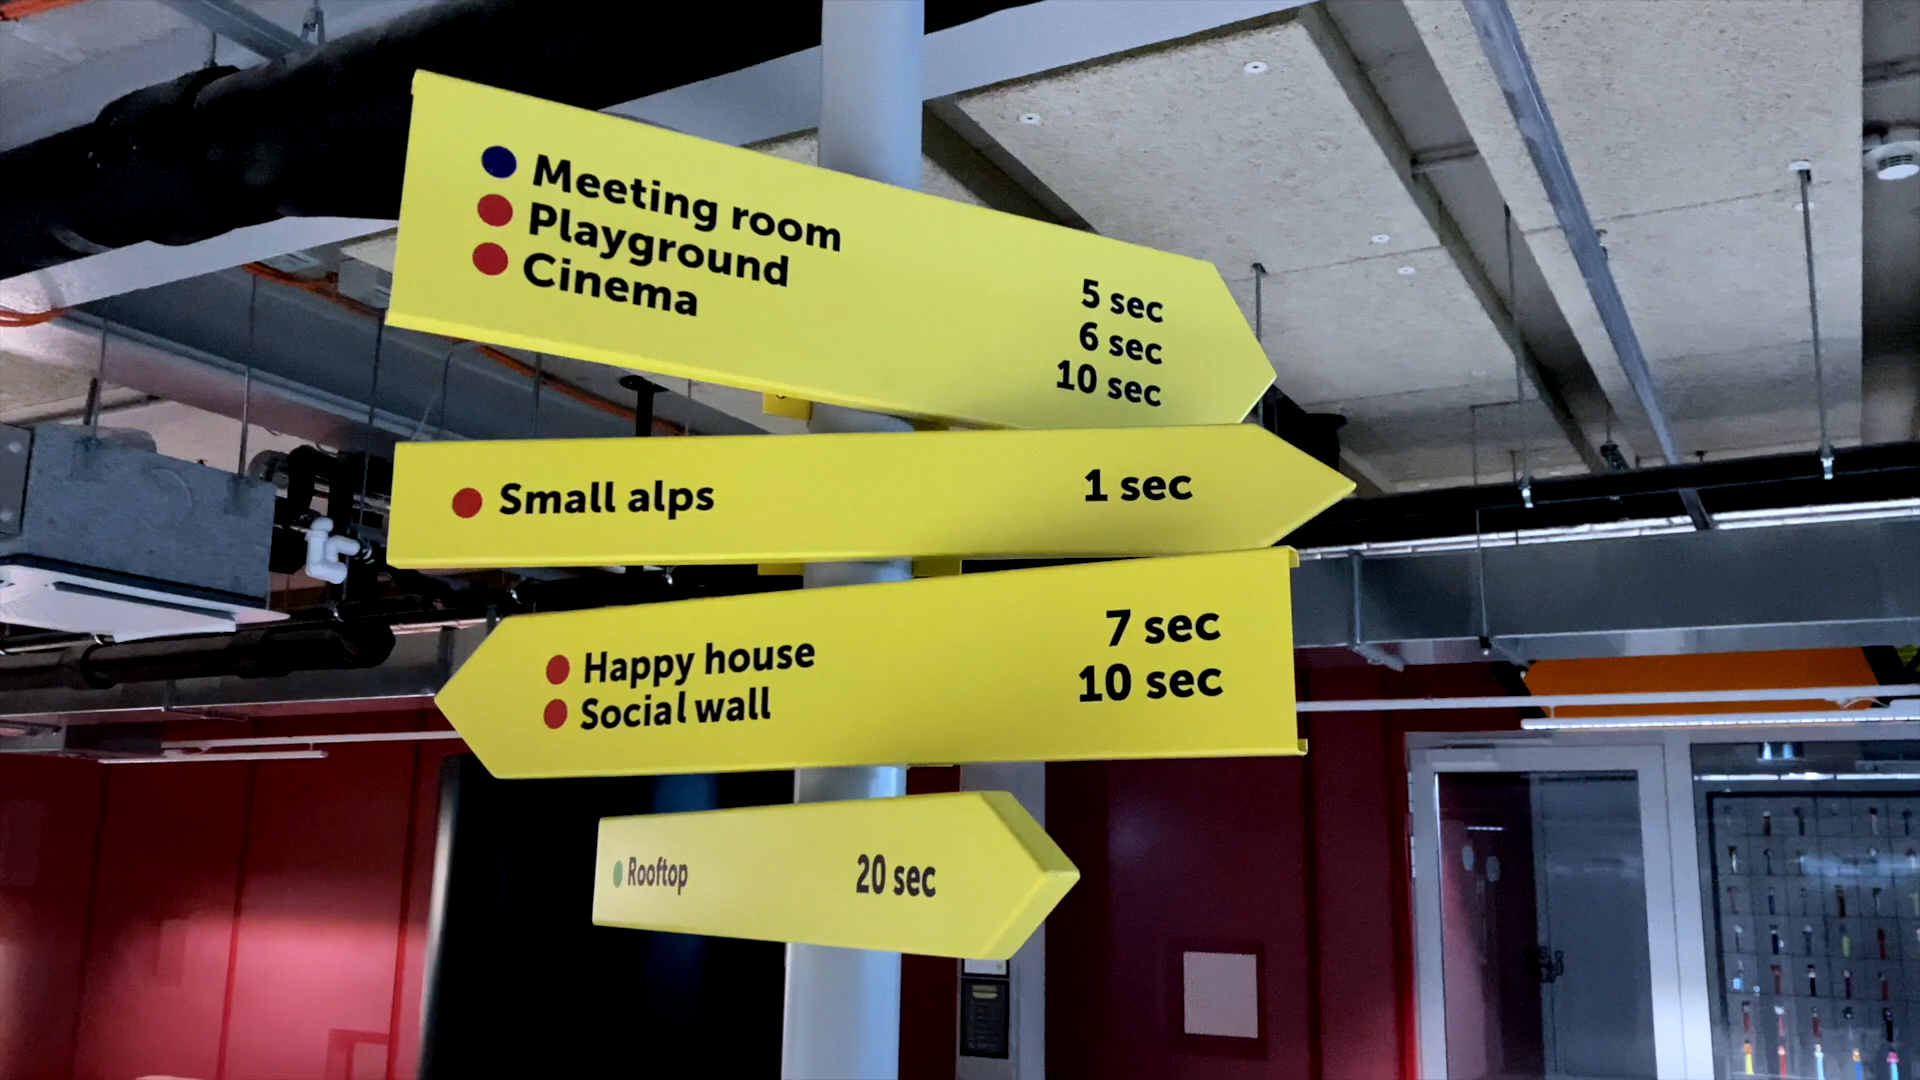 Meeting room 5 sec
Playground 6 sec
Cinema 10 sec
Small alps 1 sec
Happy house 7 sec
Social wall 10 sec
Rooftop 20 sec